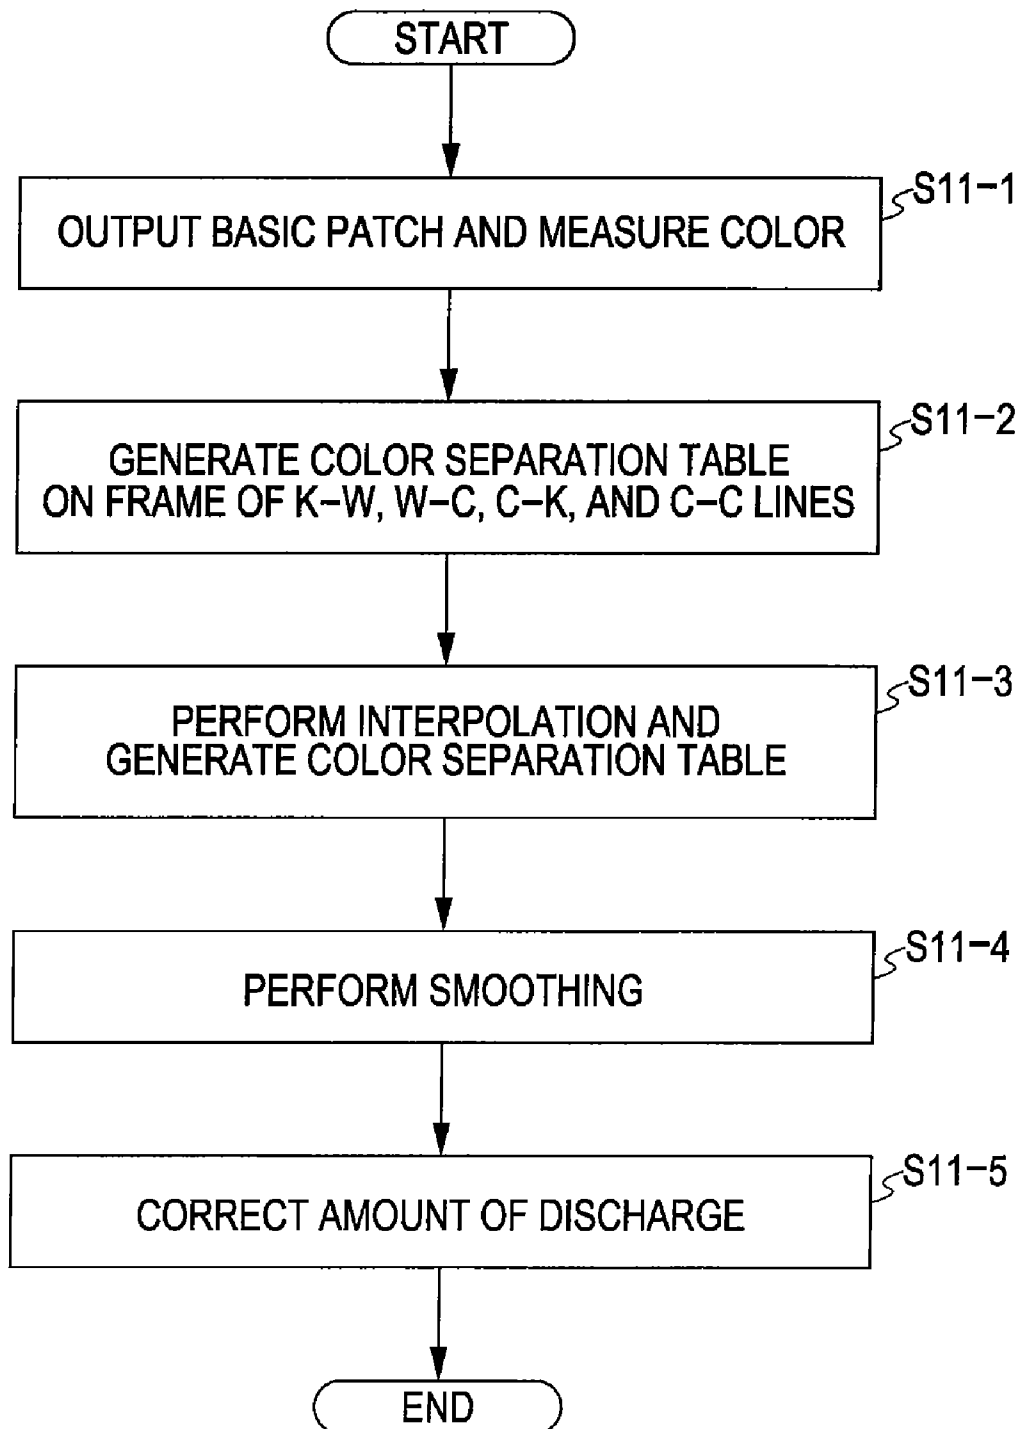 START
S11-1
OUTPUT BASIC PATCH AND MEASURE COLOR
S11-2
GENERATE COLOR SEPARATION TABLE
ON FRAME OF K-W, W-C, C-K, AND C-C LINES
S11-3
PERFORM INTERPOLATION AND
GENERATE COLOR SEPARATION TABLE
S11-4
PERFORM SMOOTHING
S11-5
CORRECT AMOUNT OF DISCHARGE
END